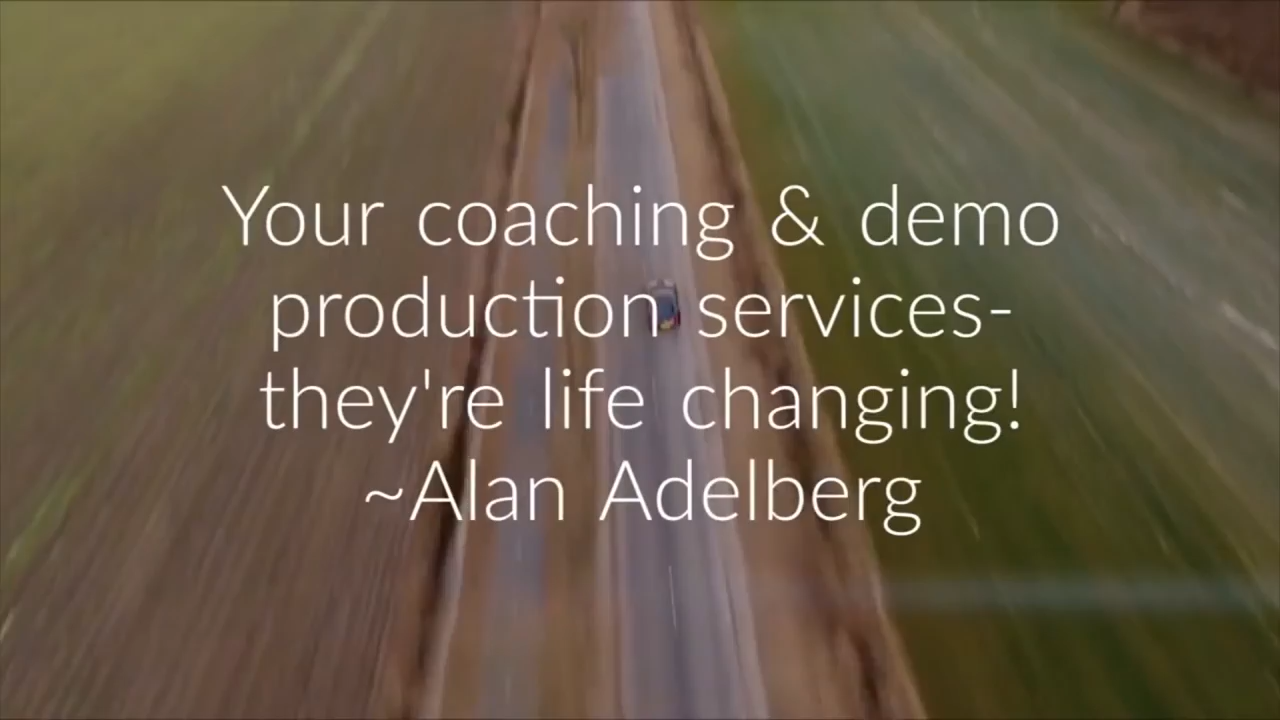 Your coaching & demo
production services-
they're life changing!
~Alan Adelberg